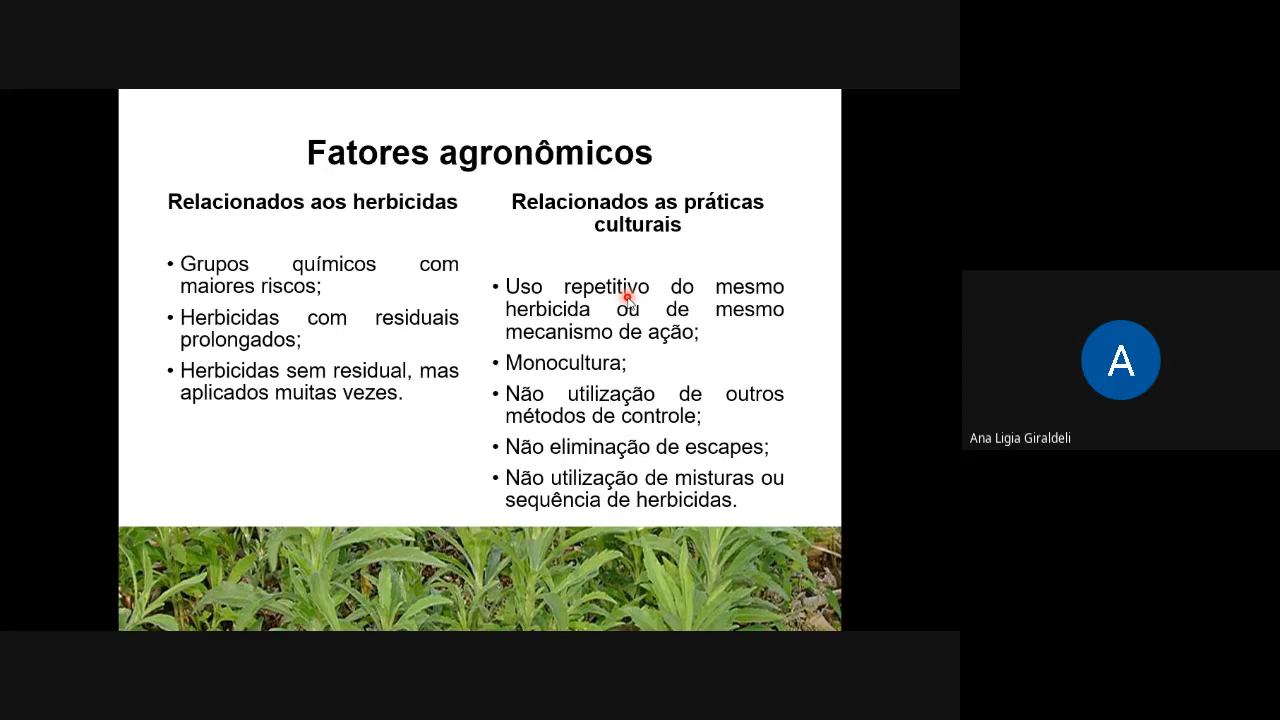 Fatores agronômicos
Relacionados aos herbicidas
• Grupos químicos com
maiores riscos;
• Herbicidas com residuais
prolongados;
• Herbicidas sem residual, mas
aplicados muitas vezes.
Relacionados as práticas
culturais
• Uso repetitivo do mesmo
herbicida ou de mesmo
mecanismo de ação;
• Monocultura;
• Não utilização de outros
métodos de controle;
• Não eliminação de escapes;
• Não utilização de misturas ou
sequência de herbicidas.
A
Ana Ligia Giraldeli